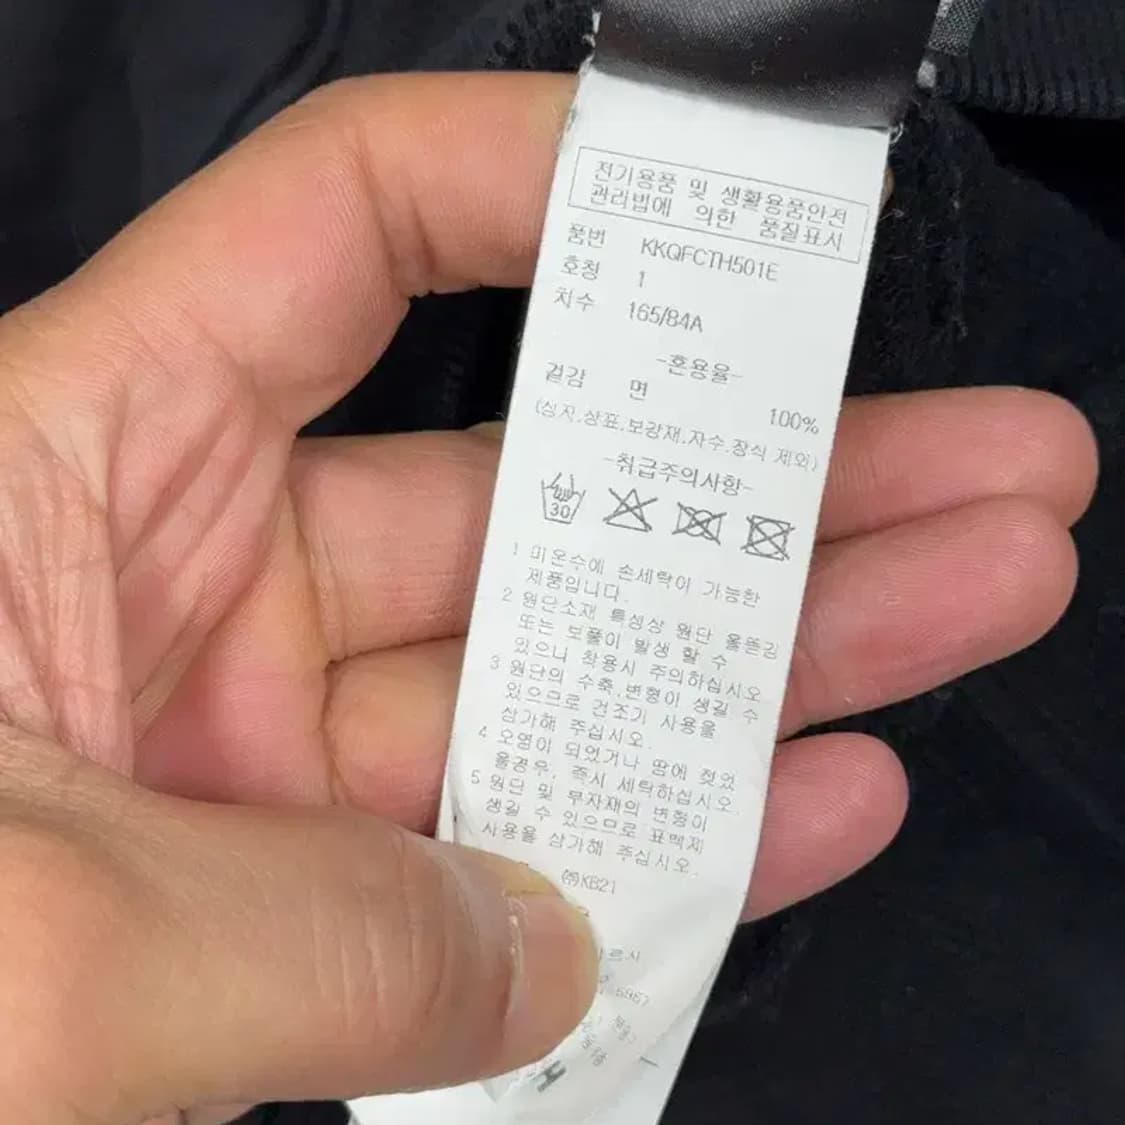 전기용품 및 생활용품안전
관리법에 의한 품질표시
품번 KKQFCTH501E
호칭 1
치수 165/84A
-혼용율-
겉감 면 100%
(심지.상표.보강재.자수.장식 제외)
-취급주의사항-
30
1 미온수에 손세탁이 가능한
제품입니다.
2 원단소재 특성상 원단 올뜯김
또는 보풀이 발생 할 수
있으니 착용시 주의하십시오
3 원단의 수축.변형이 생길 수
있으므로 건조기 사용을
삼가해 주십시오.
4 오염이 되었거나 땀에 젖었
을경우, 즉시 세탁하십시오.
5 원단 및 부자재의 변형이
생길 수 있으므로 표백제
사용을 삼가해 주십시오.
㈜KB21